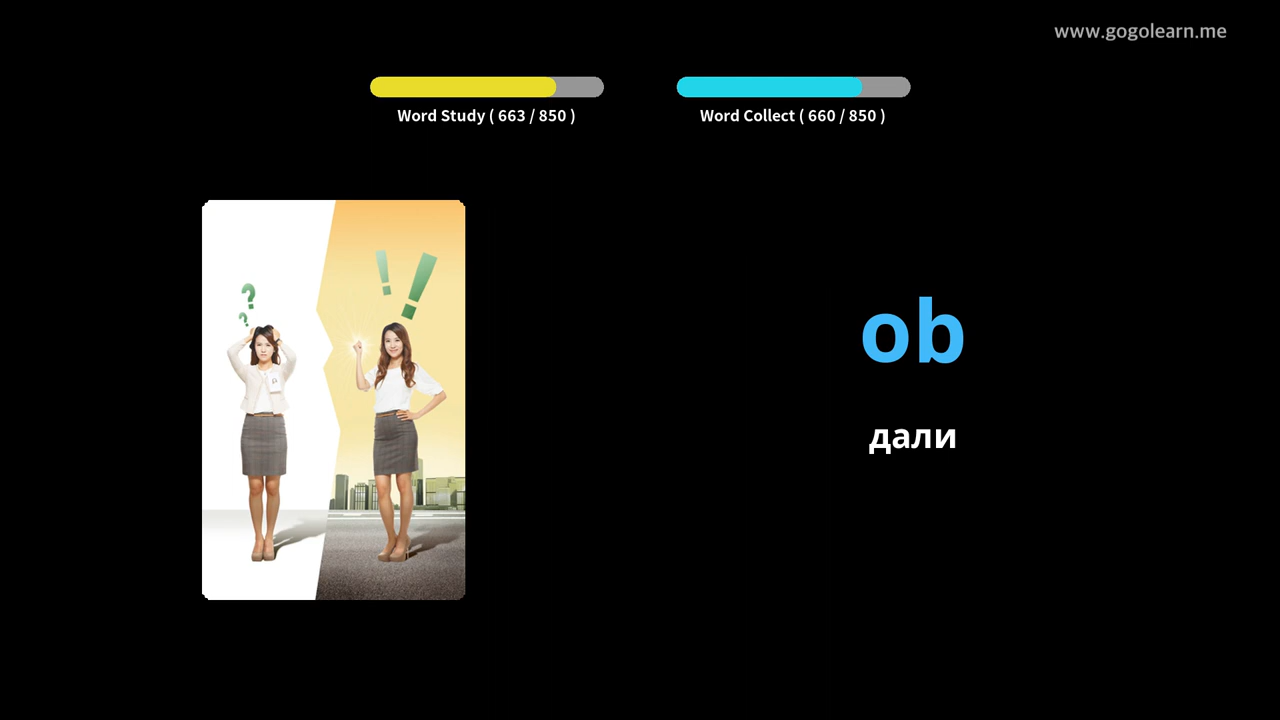 www.gogolearn.me
Word Study ( 663 / 850 )
Word Collect ( 660 / 850 )
? ?
! !
ob
дали